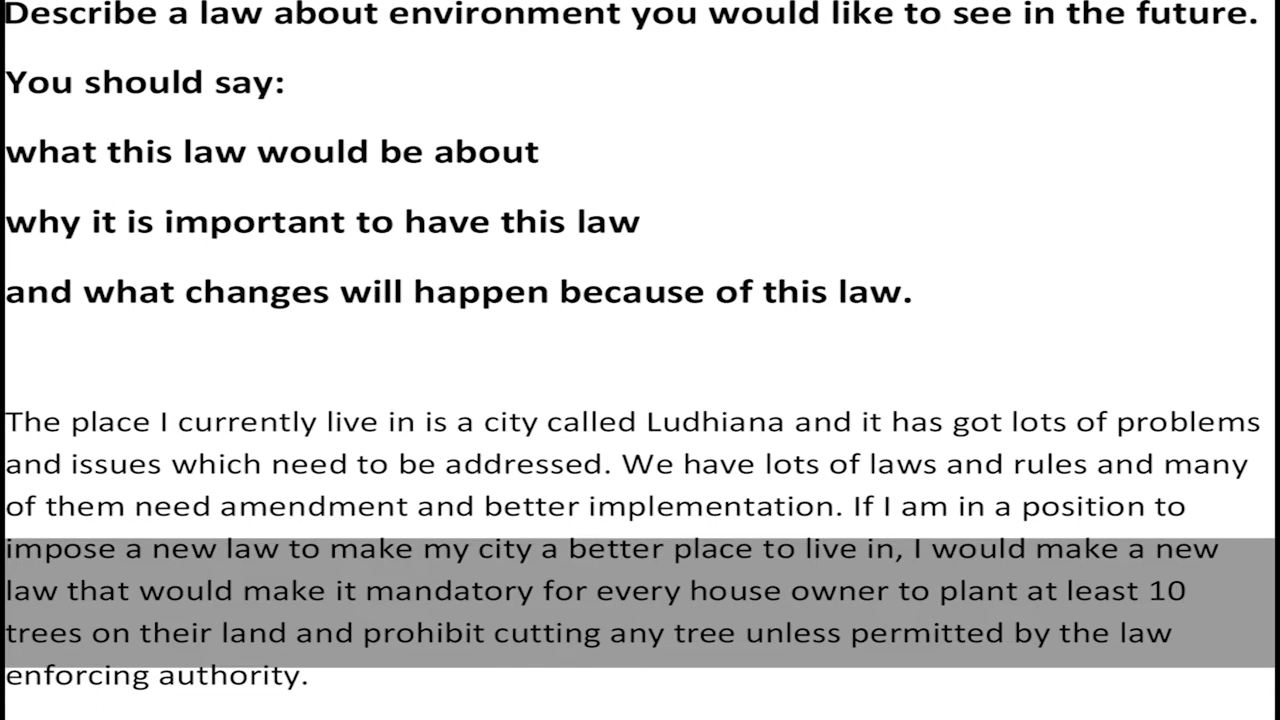 Describe a law about environment you would like to see in the future.
You should say:
what this law would be about
why it is important to have this law
and what changes will happen because of this law.
The place I currently live in is a city called Ludhiana and it has got lots of problems
and issues which need to be addressed. We have lots of laws and rules and many
of them need amendment and better implementation. If I am in a position to
impose a new law to make my city a better place to live in, I would make a new
law that would make it mandatory for every house owner to plant at least 10
trees on their land and prohibit cutting any tree unless permitted by the law
enforcing authority.